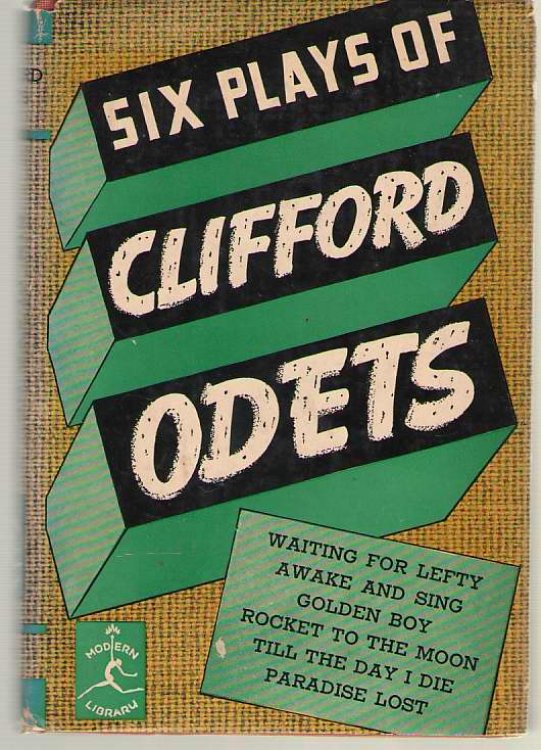 SIX PLAYS OF
CLIFFORD
ODETS
WAITING FOR LEFTY
AWAKE AND SING
GOLDEN BOY
ROCKET TO THE MOON
TILL THE DAY I DIE
PARADISE LOST
MODERN
LIBRARY